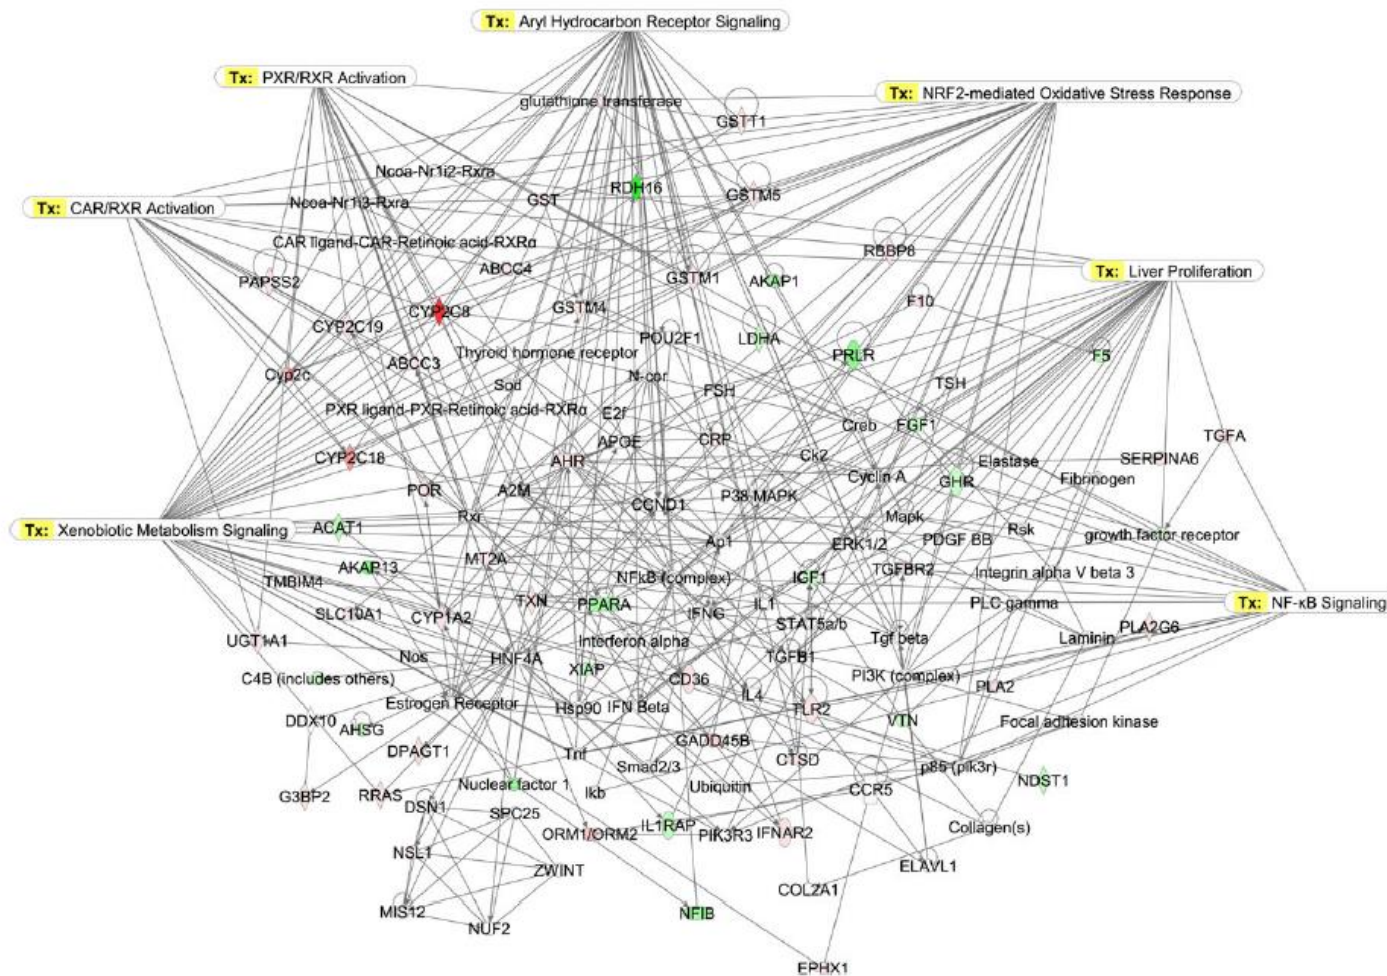 Tx: Aryl Hydrocarbon Receptor Signaling
Tx: PXR/RXR Activation
Tx: NRF2-mediated Oxidative Stress Response
glutathione transferase
GSTT1
Ncoa-Nr1i2-Rxra
RDH16
GSTM5
Tx: CAR/RXR Activation
Ncoa-Nr1i3-Rxra
GST
CAR ligand-CAR-Retinoic acid-RXRα
RBBP8
ABCC4
Tx: Liver Proliferation
PAPSS2
GSTM1
AKAP1
F10
CYP2C8
GSTM4
CYP2C19
POU2F1
LDHA
Thyroid hormone receptor
PRLR
F5
ABCC3
Cyp2c
N-cor
Sod
FSH
TSH
PXR ligand-PXR-Retinoic acid-RXRα
E2f
Creb
FGF1
APOE
CRP
TGFA
CYP2C18
AHR
Ck2
Elastase
SERPINA6
Cyclin A
Fibrinogen
POR
A2M
GHR
CCND1
P38 MAPK
Rxr
Mapk
Tx: Xenobiotic Metabolism Signaling
ACAT1
Rsk
growth factor receptor
Ap1
ERK1/2
PDGF BB
AKAP13
MT2A
TGFBR2
Integrin alpha V beta 3
TMBIM4
NFkB (complex)
IGF1
TXN
PPARA
IL1
PLC gamma
Tx: NF-κB Signaling
SLC10A1
CYP1A2
IFNG
STAT5a/b
UGT1A1
Interferon alpha
Tgf beta
Laminin
PLA2G6
Nos
HNF4A
TGFB1
C4B (includes others)
XIAP
CD36
PI3K (complex)
PLA2
Estrogen Receptor
Hsp90
IFN Beta
IL4
TLR2
DDX10
AHSG
VTN
Focal adhesion kinase
DPAGT1
Tnf
GADD45B
CTSD
Smad2/3
p85 (pik3r)
NDST1
Nuclear factor 1
Ubiquitin
CCR5
G3BP2
RRAS
DSN1
Ikb
SPC25
IL1RAP
ORM1/ORM2
PIK3R3
IFNAR2
Collagen(s)
NSL1
ZWINT
ELAVL1
COL2A1
MIS12
NUF2
NFIB
EPHX1